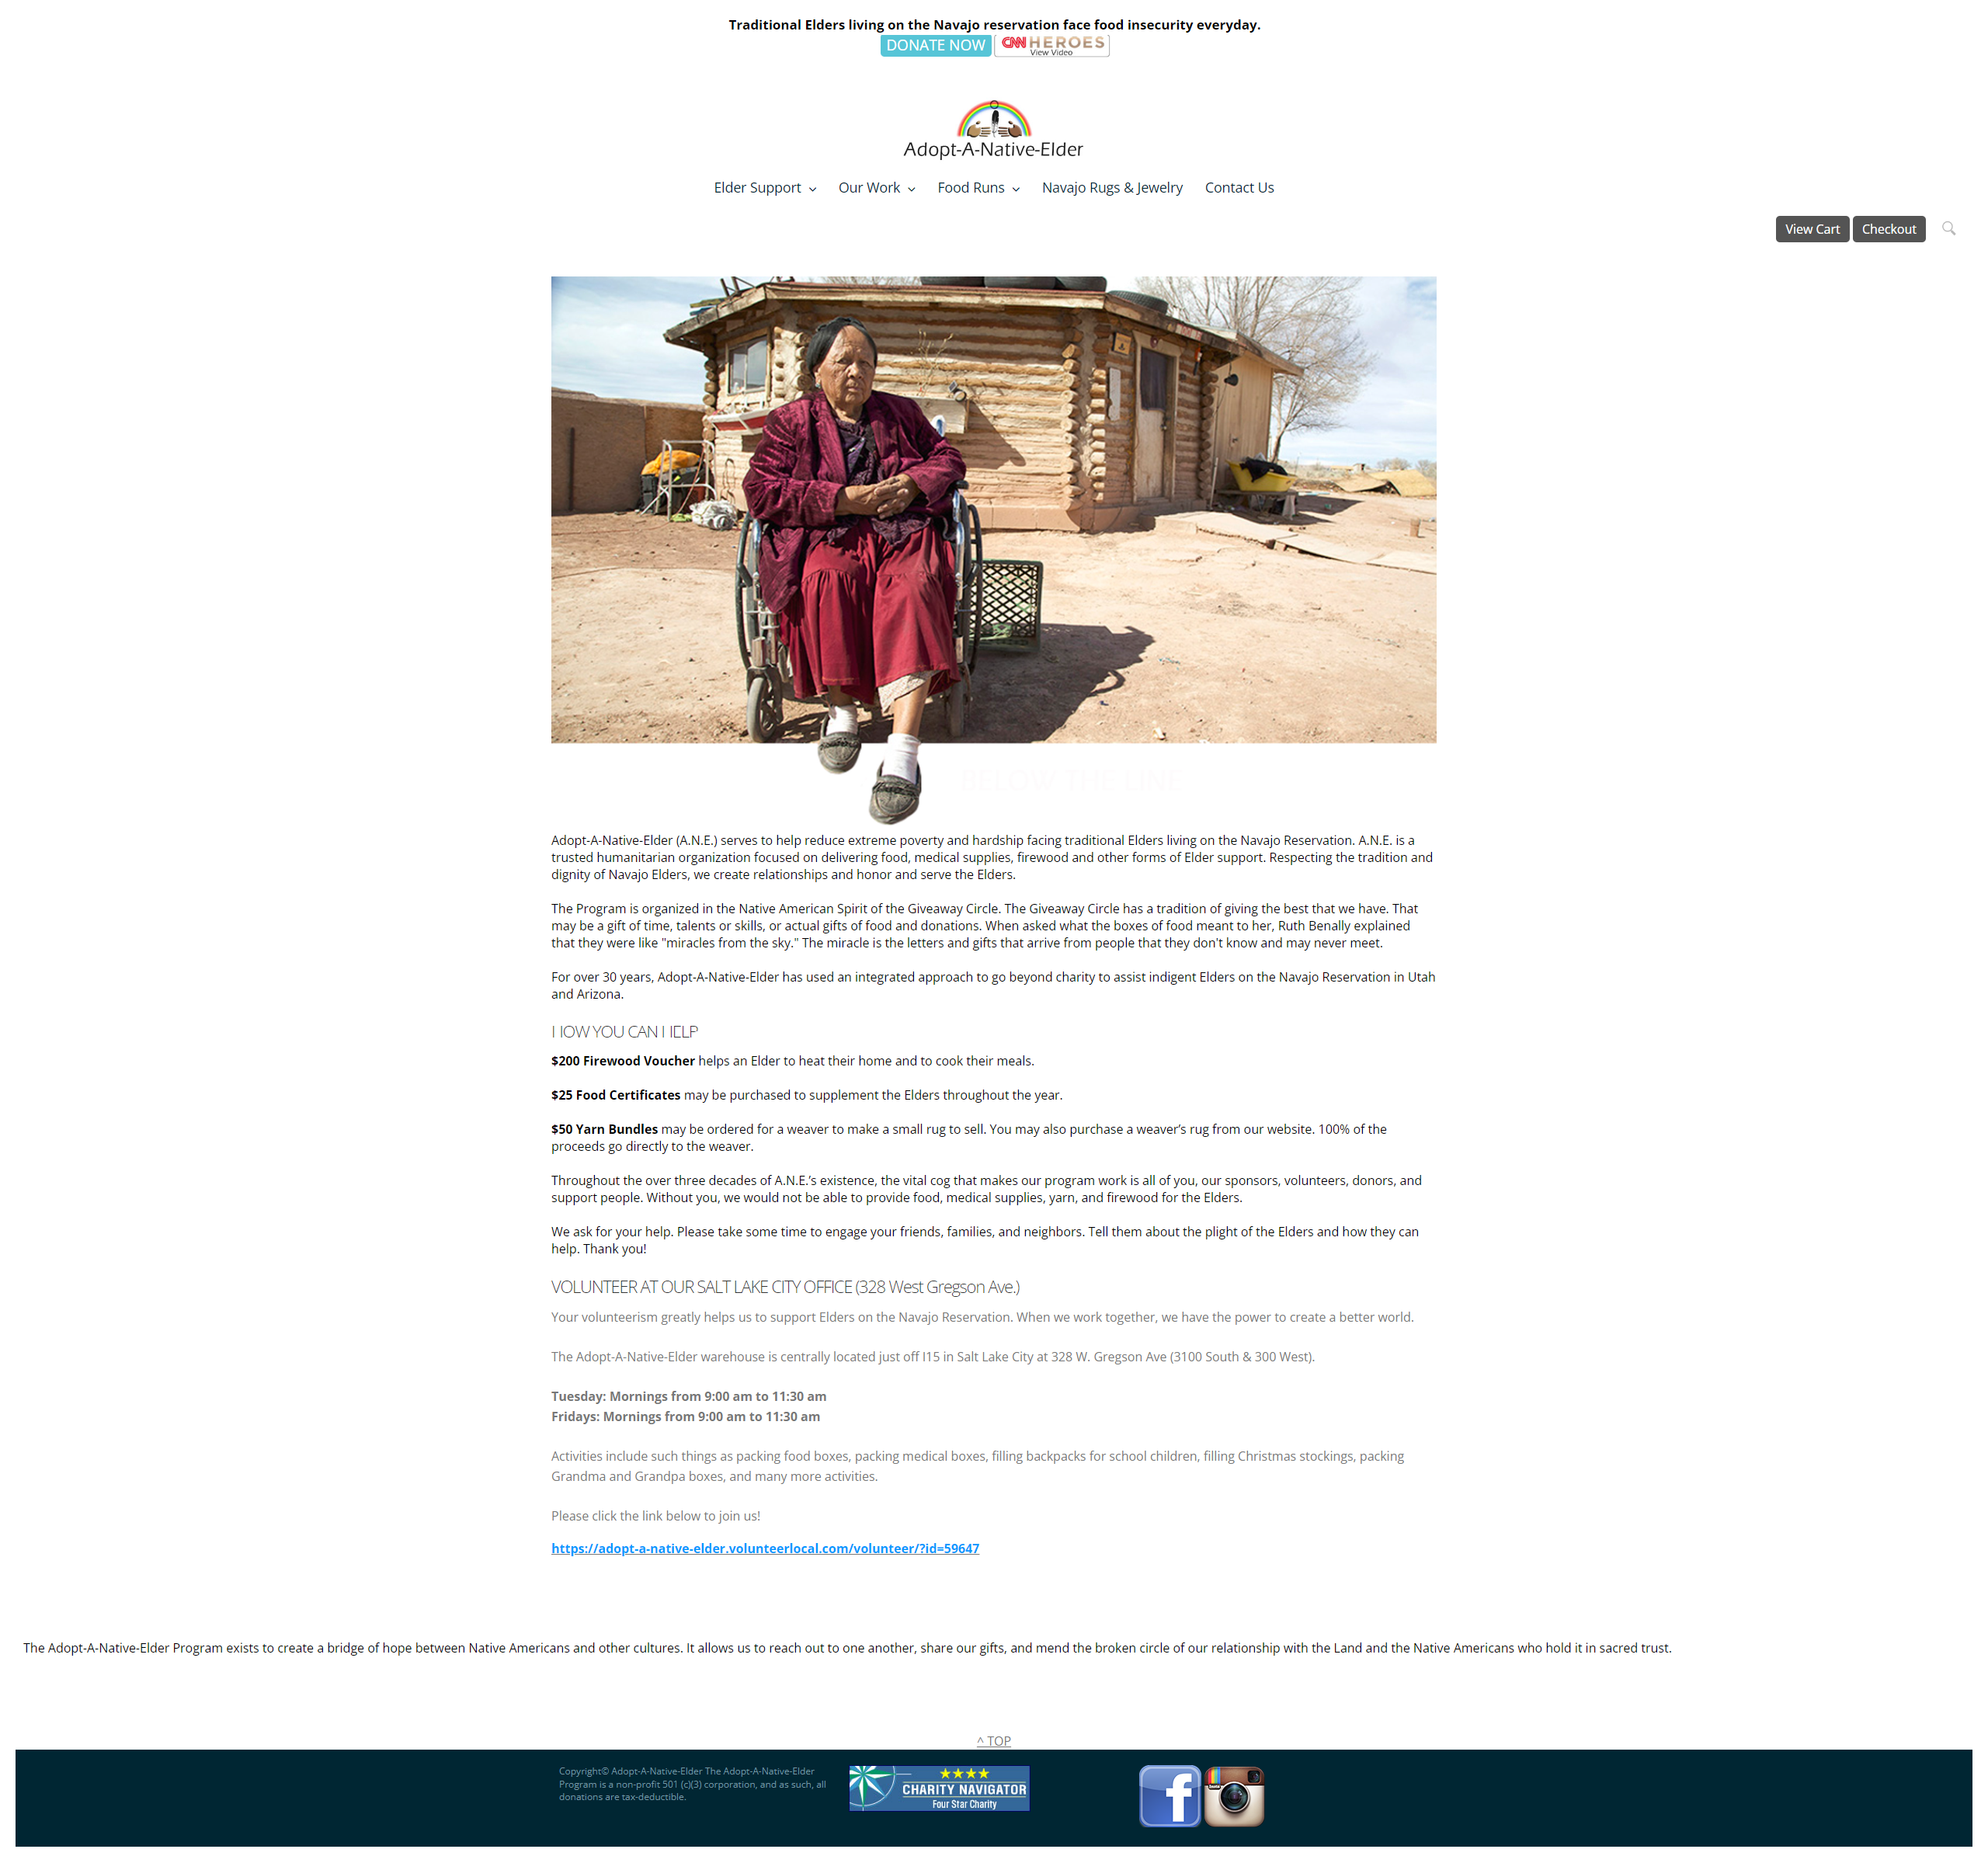 Traditional Elders living on the Navajo reservation face food insecurity everyday.
DONATE NOW
CNN HEROES
View Video
Adopt-A-Native-Elder
Elder Support
Our Work
Food Runs
Navajo Rugs & Jewelry
Contact Us
View Cart
Checkout
BELOW THE LINE
Adopt-A-Native-Elder (A.N.E.) serves to help reduce extreme poverty and hardship facing traditional Elders living on the Navajo Reservation. A.N.E. is a
trusted humanitarian organization focused on delivering food, medical supplies, firewood and other forms of Elder support. Respecting the tradition and
dignity of Navajo Elders, we create relationships and honor and serve the Elders.
The Program is organized in the Native American Spirit of the Giveaway Circle. The Giveaway Circle has a tradition of giving the best that we have. That
may be a gift of time, talents or skills, or actual gifts of food and donations. When asked what the boxes of food meant to her, Ruth Benally explained
that they were like "miracles from the sky." The miracle is the letters and gifts that arrive from people that they don't know and may never meet.
For over 30 years, Adopt-A-Native-Elder has used an integrated approach to go beyond charity to assist indigent Elders on the Navajo Reservation in Utah
and Arizona.
HOW YOU CAN HELP
$200 Firewood Voucher helps an Elder to heat their home and to cook their meals.
$25 Food Certificates may be purchased to supplement the Elders throughout the year.
$50 Yarn Bundles may be ordered for a weaver to make a small rug to sell. You may also purchase a weaver’s rug from our website. 100% of the
proceeds go directly to the weaver.
Throughout the over three decades of A.N.E.’s existence, the vital cog that makes our program work is all of you, our sponsors, volunteers, donors, and
support people. Without you, we would not be able to provide food, medical supplies, yarn, and firewood for the Elders.
We ask for your help. Please take some time to engage your friends, families, and neighbors. Tell them about the plight of the Elders and how they can
help. Thank you!
VOLUNTEER AT OUR SALT LAKE CITY OFFICE (328 West Gregson Ave.)
Your volunteerism greatly helps us to support Elders on the Navajo Reservation. When we work together, we have the power to create a better world.
The Adopt-A-Native-Elder warehouse is centrally located just off I15 in Salt Lake City at 328 W. Gregson Ave (3100 South & 300 West).
Tuesday: Mornings from 9:00 am to 11:30 am
Fridays: Mornings from 9:00 am to 11:30 am
Activities include such things as packing food boxes, packing medical boxes, filling backpacks for school children, filling Christmas stockings, packing
Grandma and Grandpa boxes, and many more activities.
Please click the link below to join us!
https://adopt-a-native-elder.volunteerlocal.com/volunteer/?id=59647
The Adopt-A-Native-Elder Program exists to create a bridge of hope between Native Americans and other cultures. It allows us to reach out to one another, share our gifts, and mend the broken circle of our relationship with the Land and the Native Americans who hold it in sacred trust.
^ TOP
Copyright© Adopt-A-Native-Elder The Adopt-A-Native-Elder
Program is a non-profit 501 (c)(3) corporation, and as such, all
donations are tax-deductible.
CHARITY NAVIGATOR
Four Star Charity